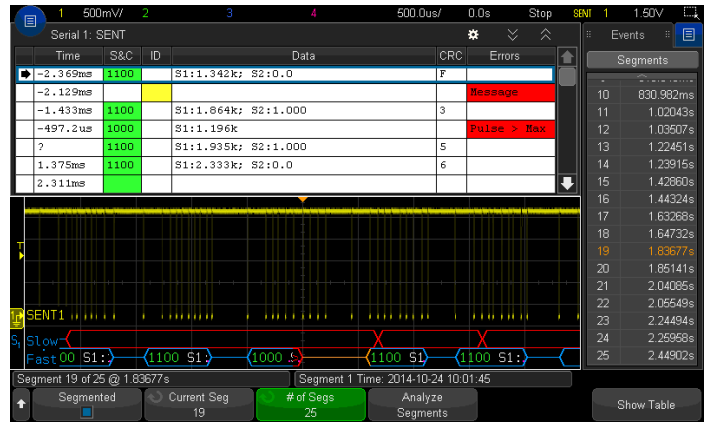 1 500mV/ 2 3 4 500.0us/ 0.0s Stop SENT 1 1.50V
Serial 1: SENT
Time S&C ID Data CRC Errors
-2.369ms 1100 S1:1.342k; S2:0.0 F
-2.129ms Message
-1.433ms 1100 S1:1.864k; S2:1.000 3
-497.2us 1000 S1:1.196k Pulse > Max
? 1100 S1:1.935k; S2:1.000 5
1.375ms 1100 S1:2.333k; S2:0.0 6
2.311ms
Events
Segments
10 830.982ms
11 1.02043s
12 1.03507s
13 1.22451s
14 1.23915s
15 1.42860s
16 1.44324s
17 1.63268s
18 1.64732s
19 1.83677s
20 1.85141s
21 2.04085s
22 2.05549s
23 2.24494s
24 2.25958s
25 2.44902s
T
SENT1
S1 Slow
Fast 00 S1: 1100 S1: 1000 1100 S1 1100 S1:
Segment 19 of 25 @ 1.83677s
Segment 1 Time: 2014-10-24 10:01:45
Segmented
Current Seg
19
# of Segs
25
Analyze
Segments
Show Table